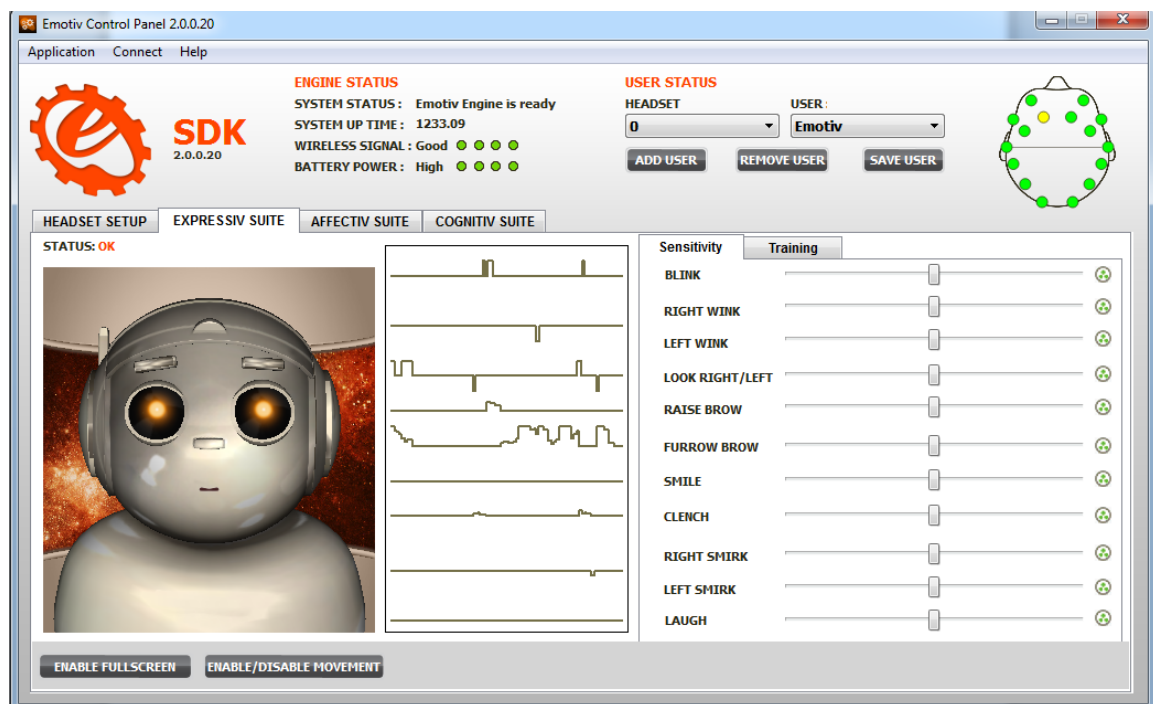 Emotiv Control Panel 2.0.0.20
Application Connect Help
ENGINE STATUS
SYSTEM STATUS : Emotiv Engine is ready
SYSTEM UP TIME : 1233.09
WIRELESS SIGNAL : Good
BATTERY POWER : High
USER STATUS
HEADSET USER :
0 Emotiv
ADD USER REMOVE USER SAVE USER
e SDK
2.0.0.20
HEADSET SETUP EXPRESSIV SUITE AFFECTIV SUITE COGNITIV SUITE
STATUS: OK
Sensitivity Training
BLINK
RIGHT WINK
LEFT WINK
LOOK RIGHT/LEFT
RAISE BROW
FURROW BROW
SMILE
CLENCH
RIGHT SMIRK
LEFT SMIRK
LAUGH
ENABLE FULLSCREEN ENABLE/DISABLE MOVEMENT